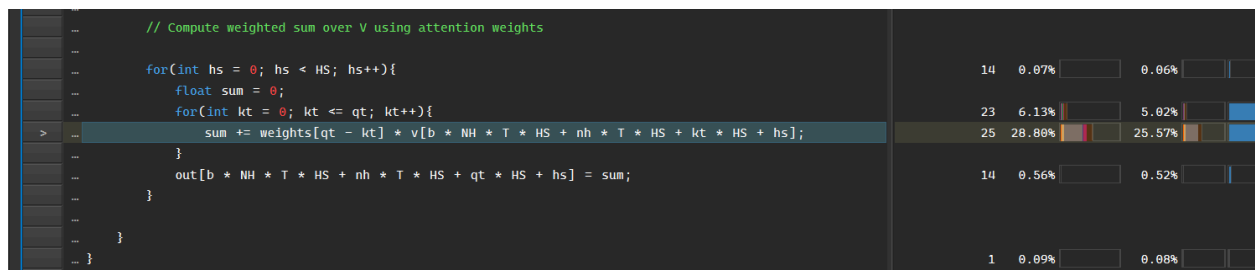 // Compute weighted sum over V using attention weights
for(int hs = 0; hs < HS; hs++){ 14 0.07% 0.06%
float sum = 0;
for(int kt = 0; kt <= qt; kt++){ 23 6.13% 5.02%
> … sum += weights[qt - kt] * v[b * NH * T * HS + nh * T * HS + kt * HS + hs]; 25 28.80% 25.57%
}
out[b * NH * T * HS + nh * T * HS + qt * HS + hs] = sum; 14 0.56% 0.52%
}
}
} 1 0.09% 0.08%